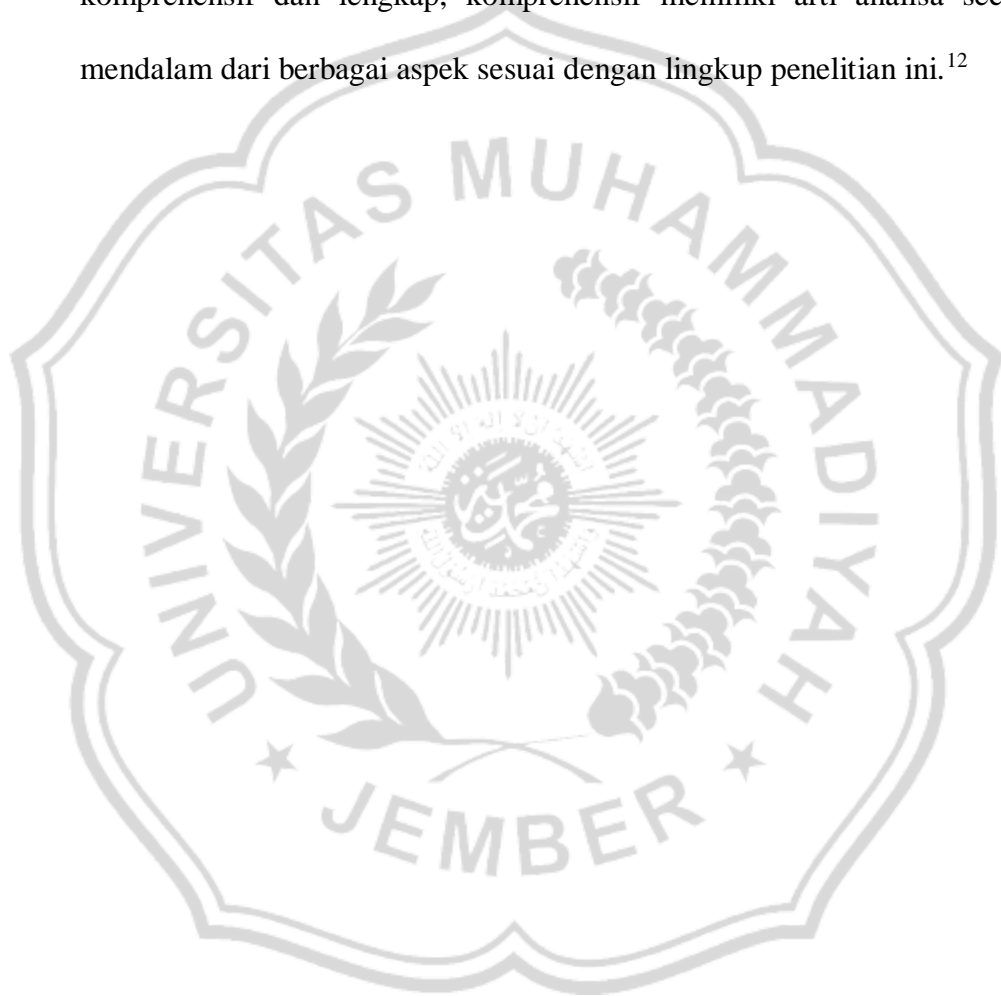 komprehensif dan lengkap, komprehensif memiliki arti analisa
mendalam dari berbagai aspek sesuai dengan lingkup penelitian ini.12
UNIVERSITAS MUHAMMADIYAH
JEMBER